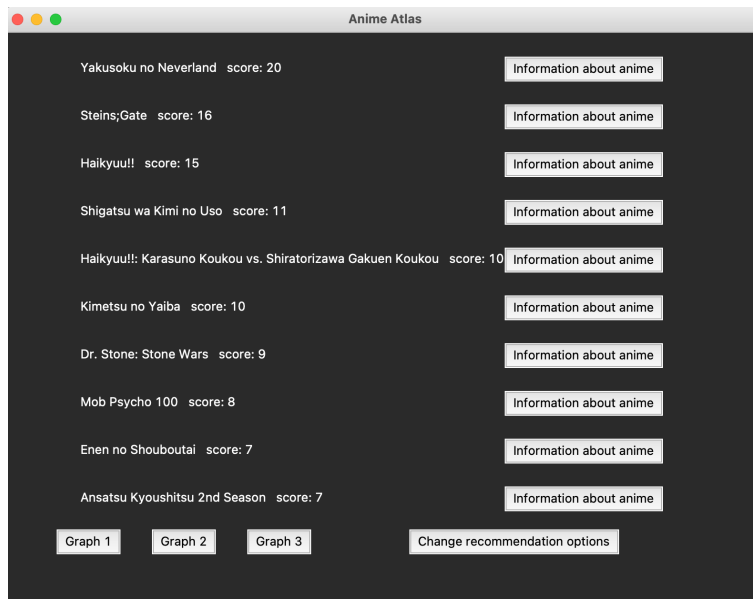 Anime Atlas
Yakusoku no Neverland score: 20 Information about anime
Steins;Gate score: 16 Information about anime
Haikyuu!! score: 15 Information about anime
Shigatsu wa Kimi no Uso score: 11 Information about anime
Haikyuu!!: Karasuno Koukou vs. Shiratorizawa Gakuen Koukou score: 10 Information about anime
Kimetsu no Yaiba score: 10 Information about anime
Dr. Stone: Stone Wars score: 9 Information about anime
Mob Psycho 100 score: 8 Information about anime
Enen no Shouboutai score: 7 Information about anime
Ansatsu Kyoushitsu 2nd Season score: 7 Information about anime
Graph 1 Graph 2 Graph 3 Change recommendation options